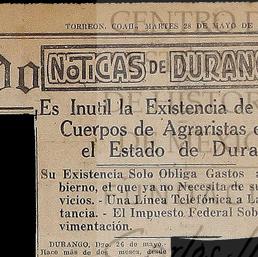 TORREON, COAH., MARTES 28 DE MAYO DE
do
NOTICAS DE DURANG
Es Inutil la Existencia de
Cuerpos de Agraristas e
el Estado de Dura
Su Existencia Solo Obliga Gastos a
bierno, el que ya no Necesita de su
vicios. - Una Línea Telefónica a La
tancia. - El Impuesto Federal Sob
vimentación.
DURANGO, Dgo. 26 de mayo.
Hace más de dos meses, desde